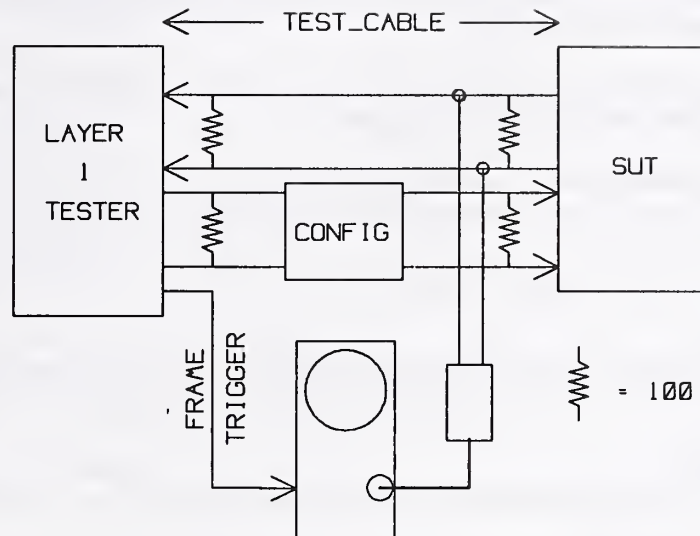 TEST_CABLE
LAYER
1
TESTER
SUT
CONFIG
FRAME
TRIGGER
= 100